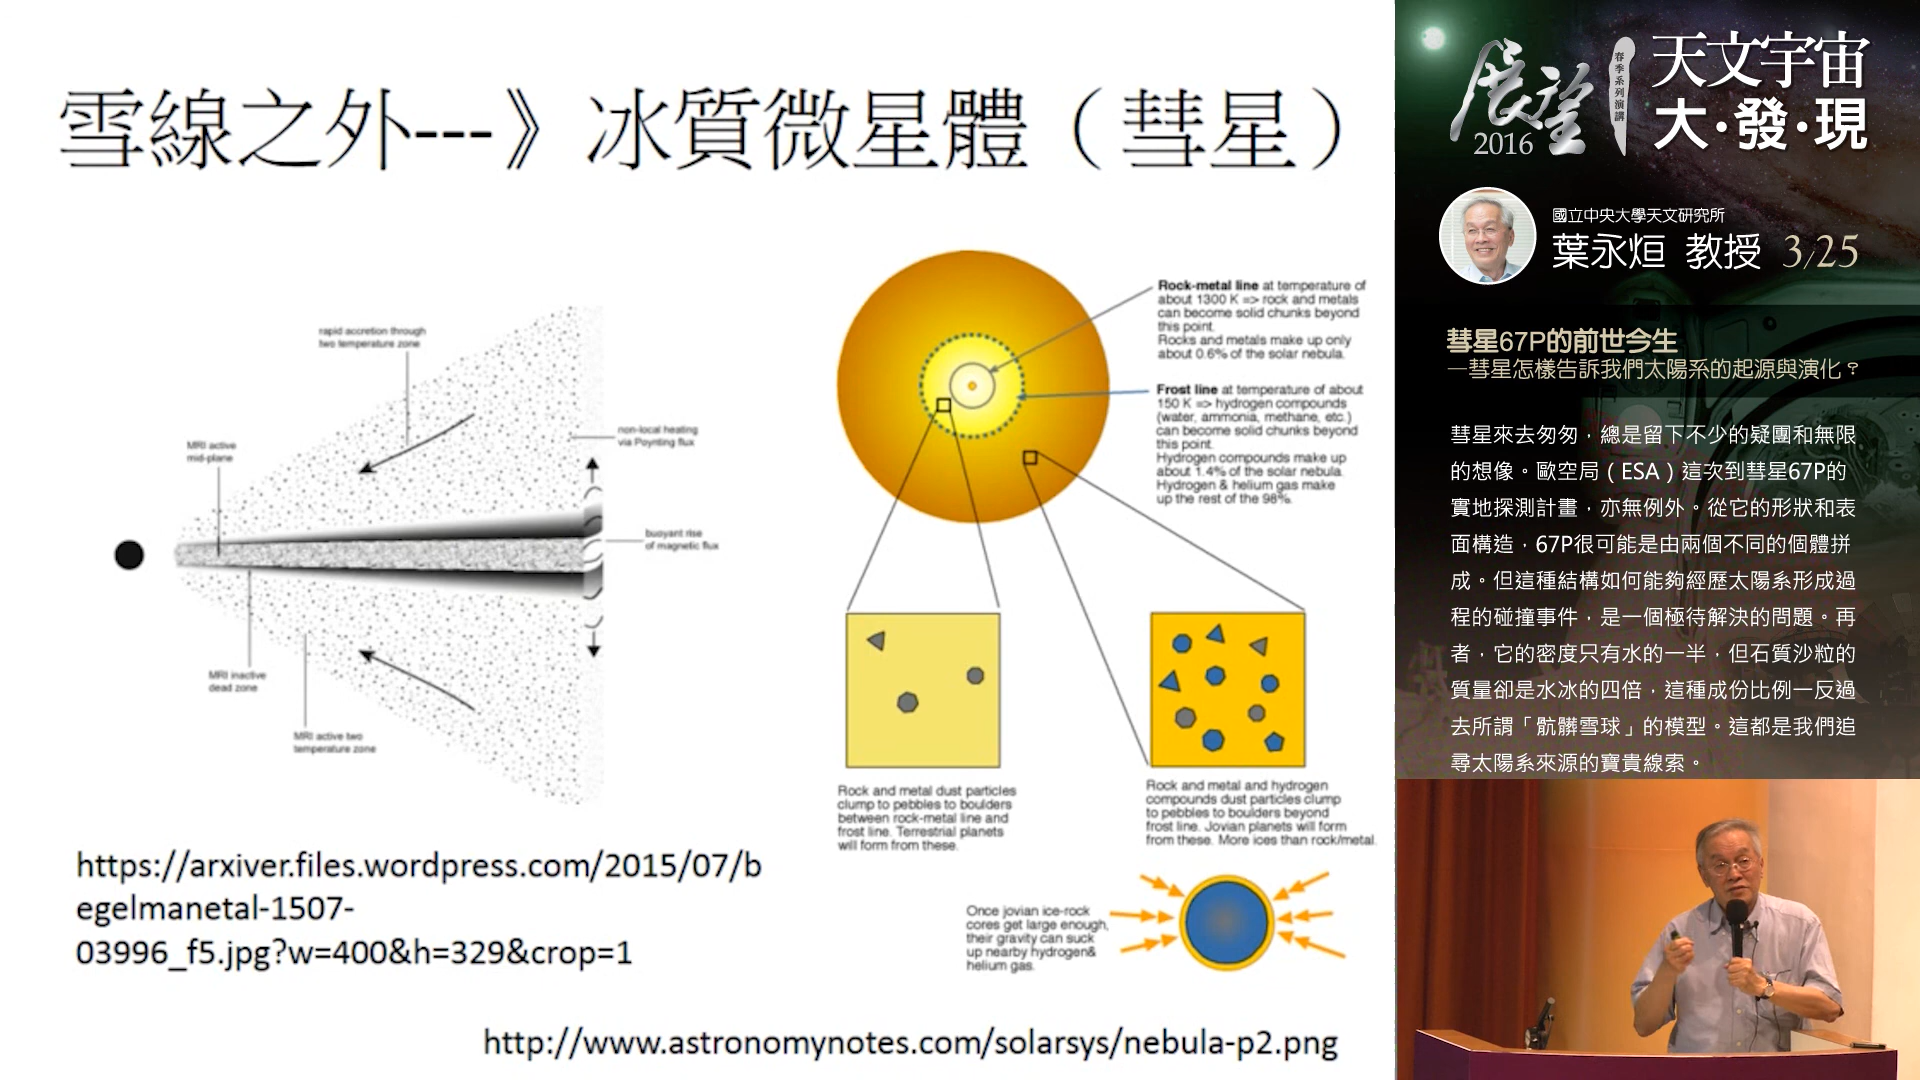 雪線之外---》冰質微星體（彗星）
rapid accretion through
two temperature zone
MRI active
mid-plane
non-local heating
via Poynting flux
buoyant rise
of magnetic flux
MRI inactive
dead zone
MRI active two
temperature zone
https://arxiver.files.wordpress.com/2015/07/b
egelmanetal-1507-
03996_f5.jpg?w=400&h=329&crop=1
Rock-metal line at temperature of
about 1300 K => rock and metals
can become solid chunks beyond
this point.
Rocks and metals make up only
about 0.6% of the solar nebula.
Frost line at temperature of about
150 K => hydrogen compounds
(water, ammonia, methane, etc.)
can become solid chunks beyond
this point.
Hydrogen compounds make up
about 1.4% of the solar nebula.
Hydrogen & helium gas make
up the rest of the 98%.
Rock and metal dust particles
clump to pebbles to boulders
between rock-metal line and
frost line. Terrestrial planets
will form from these.
Rock and metal and hydrogen
compounds dust particles clump
to pebbles to boulders beyond
frost line. Jovian planets will form
from these. More ices than rock/metal.
Once jovian ice-rock
cores get large enough,
their gravity can suck
up nearby hydrogen&
helium gas.
http://www.astronomynotes.com/solarsys/nebula-p2.png
展望
2016
春季系列演講
天文宇宙
大·發·現
國立中央大學天文研究所
葉永烜 教授 3/25
彗星67P的前世今生
—彗星怎樣告訴我們太陽系的起源與演化？
彗星來去匆匆，總是留下不少的疑團和無限
的想像。歐空局（ESA）這次到彗星67P的
實地探測計畫，亦無例外。從它的形狀和表
面構造，67P很可能是由兩個不同的個體拼
成。但這種結構如何能夠經歷太陽系形成過
程的碰撞事件，是一個極待解決的問題。再
者，它的密度只有水的一半，但石質沙粒的
質量卻是水冰的四倍，這種成份比例一反過
去所謂「骯髒雪球」的模型。這都是我們追
尋太陽系來源的寶貴線索。